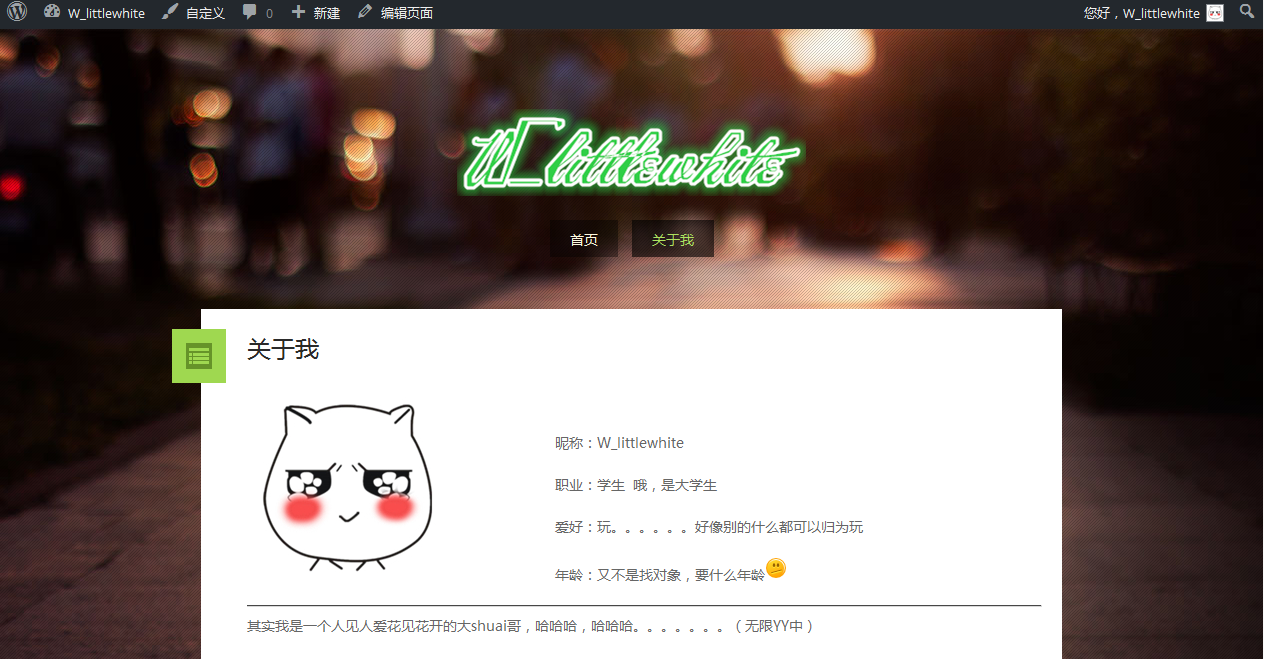 W_littlewhite 自定义 0 新建 编辑页面 您好，W_littlewhite
W_littlewhite
首页 关于我
关于我
昵称：W_littlewhite
职业：学生 哦，是大学生
爱好：玩。。。。。。好像别的什么都可以归为玩
年龄：又不是找对象，要什么年龄
其实我是一个人见人爱花见花开的大shuai哥，哈哈哈，哈哈哈。。。。。。。（无限YY中）